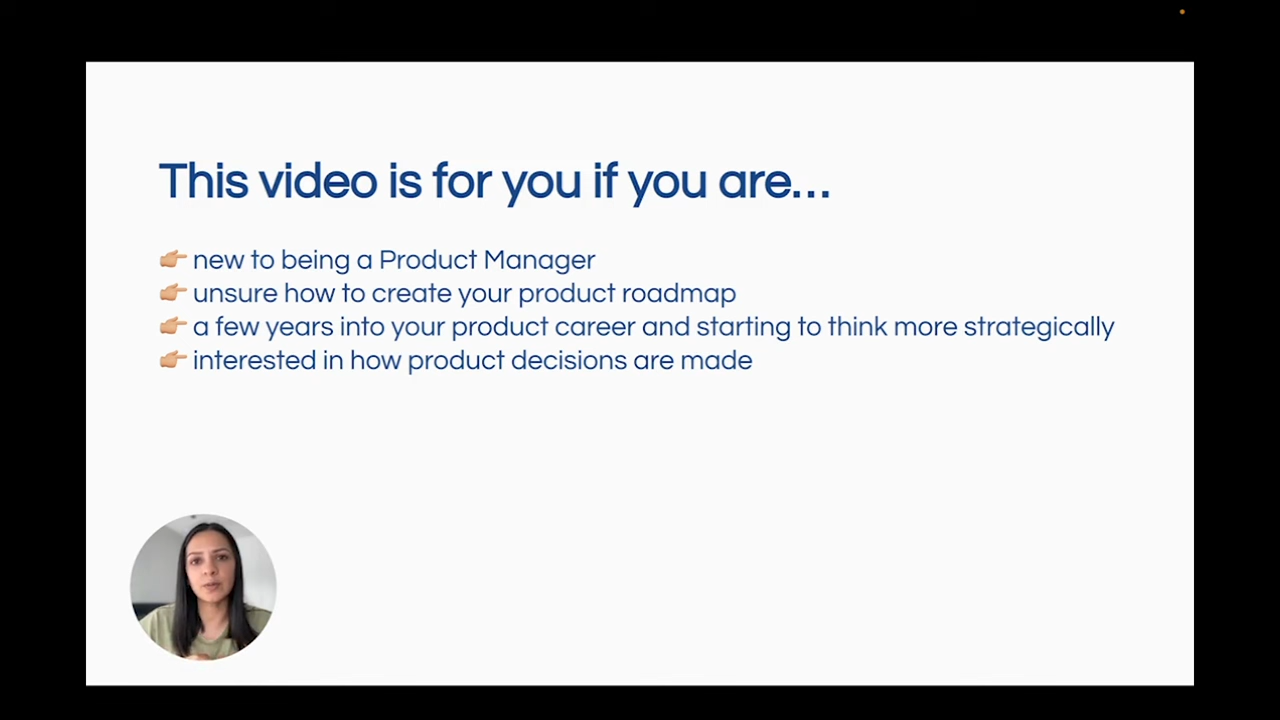 This video is for you if you are...
👉🏼 new to being a Product Manager
👉🏼 unsure how to create your product roadmap
👉🏼 a few years into your product career and starting to think more strategically
👉🏼 interested in how product decisions are made